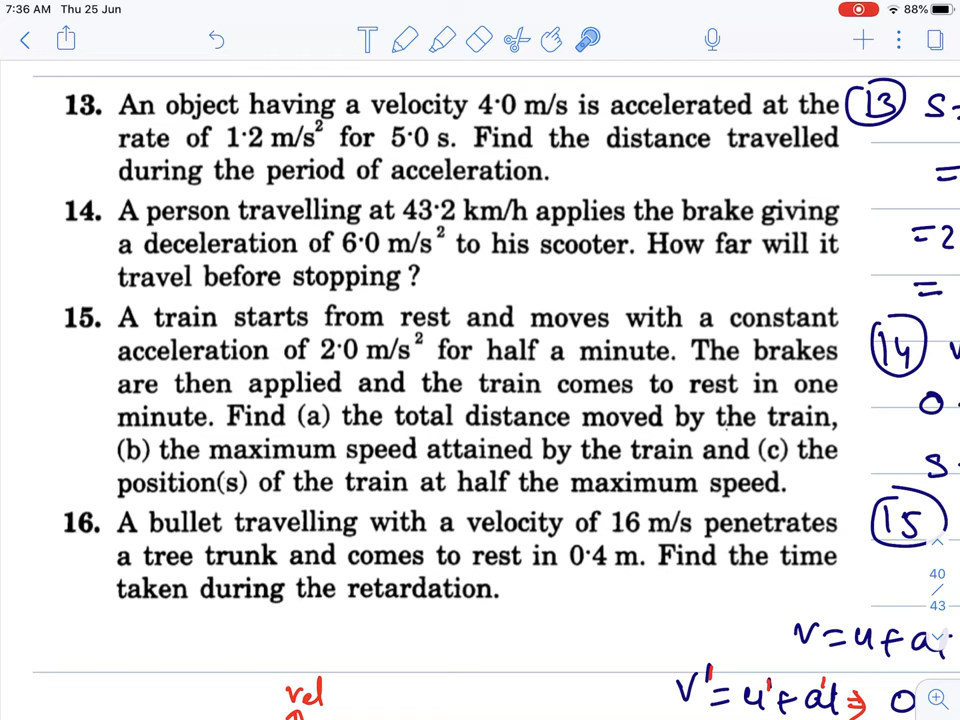 7:36 AM Thu 25 Jun
88%
13. An object having a velocity 4·0 m/s is accelerated at the
rate of 1·2 m/s² for 5·0 s. Find the distance travelled
during the period of acceleration.
14. A person travelling at 43·2 km/h applies the brake giving
a deceleration of 6·0 m/s² to his scooter. How far will it
travel before stopping ?
15. A train starts from rest and moves with a constant
acceleration of 2·0 m/s² for half a minute. The brakes
are then applied and the train comes to rest in one
minute. Find (a) the total distance moved by the train,
(b) the maximum speed attained by the train and (c) the
position(s) of the train at half the maximum speed.
16. A bullet travelling with a velocity of 16 m/s penetrates
a tree trunk and comes to rest in 0·4 m. Find the time
taken during the retardation.
13 S=
=
=2
=
14 v
0
S
15
40
/
43
v=u+at
v'=u'+a't ⇒ 0
rel